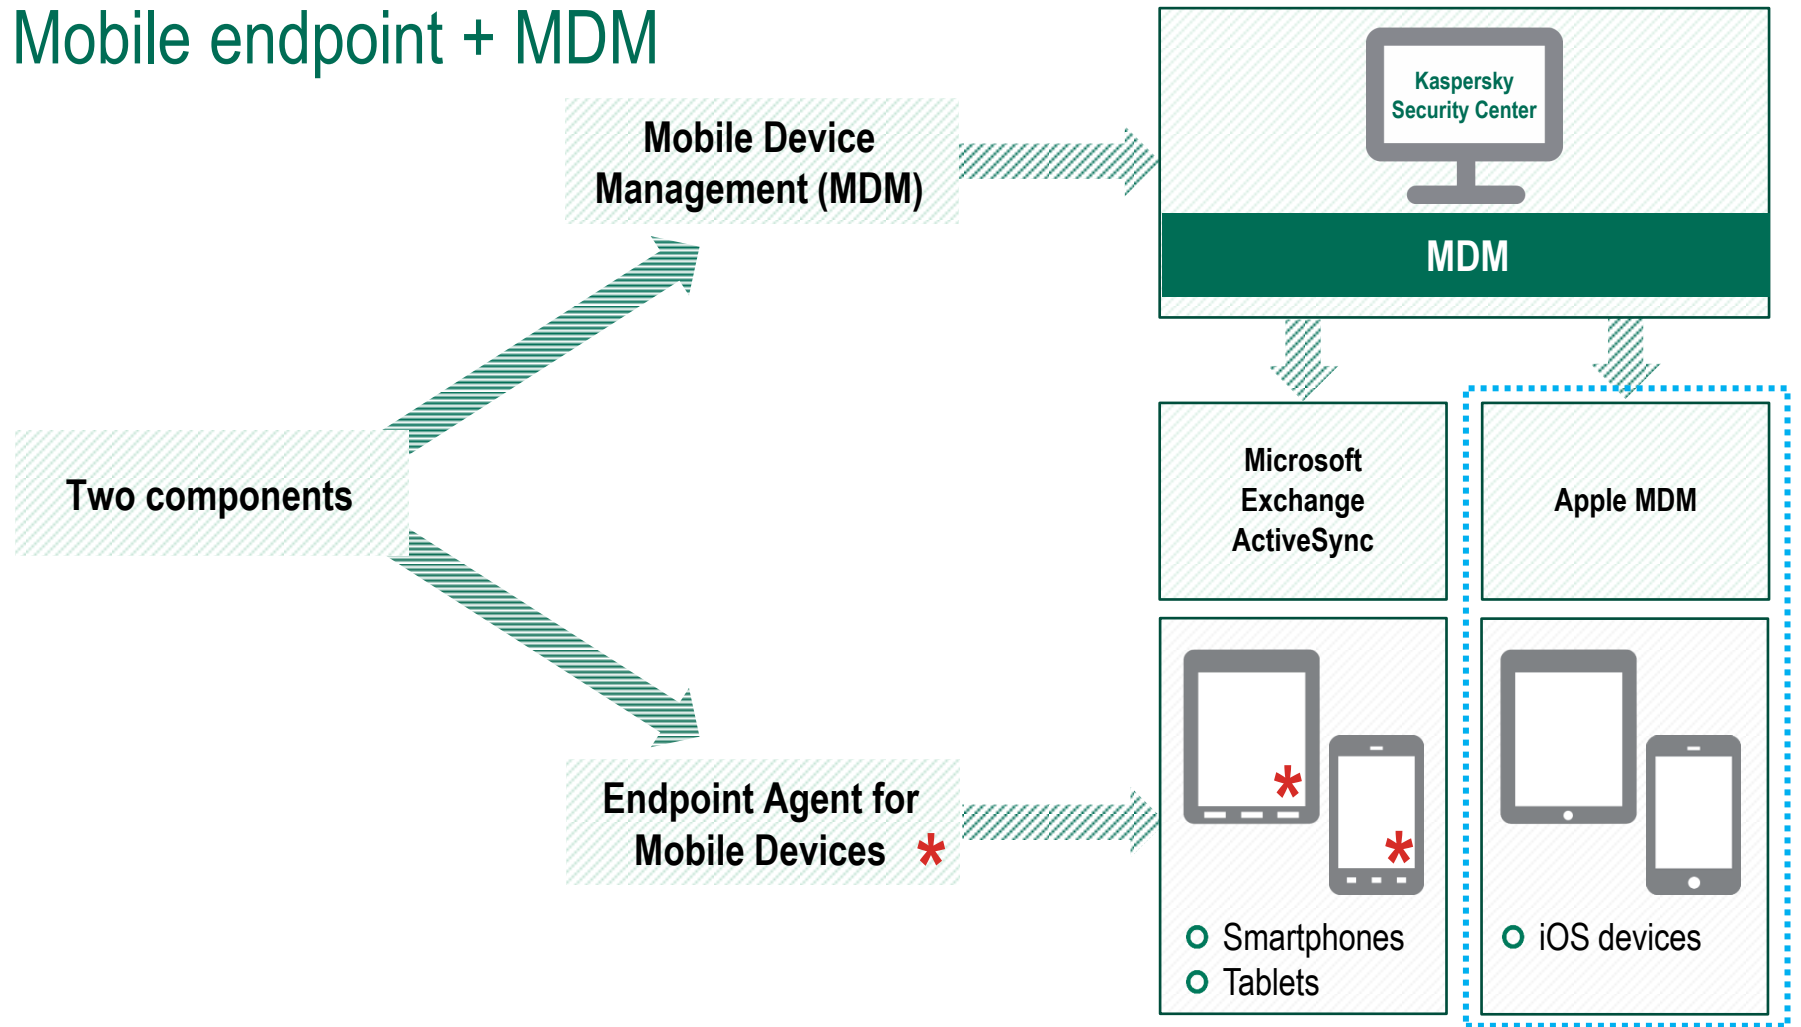 Mobile endpoint + MDM
Kaspersky
Security Center
Mobile Device
Management (MDM)
MDM
Two components
Microsoft
Exchange
ActiveSync
Apple MDM
Endpoint Agent for
Mobile Devices *
*
*
Smartphones
Tablets
iOS devices